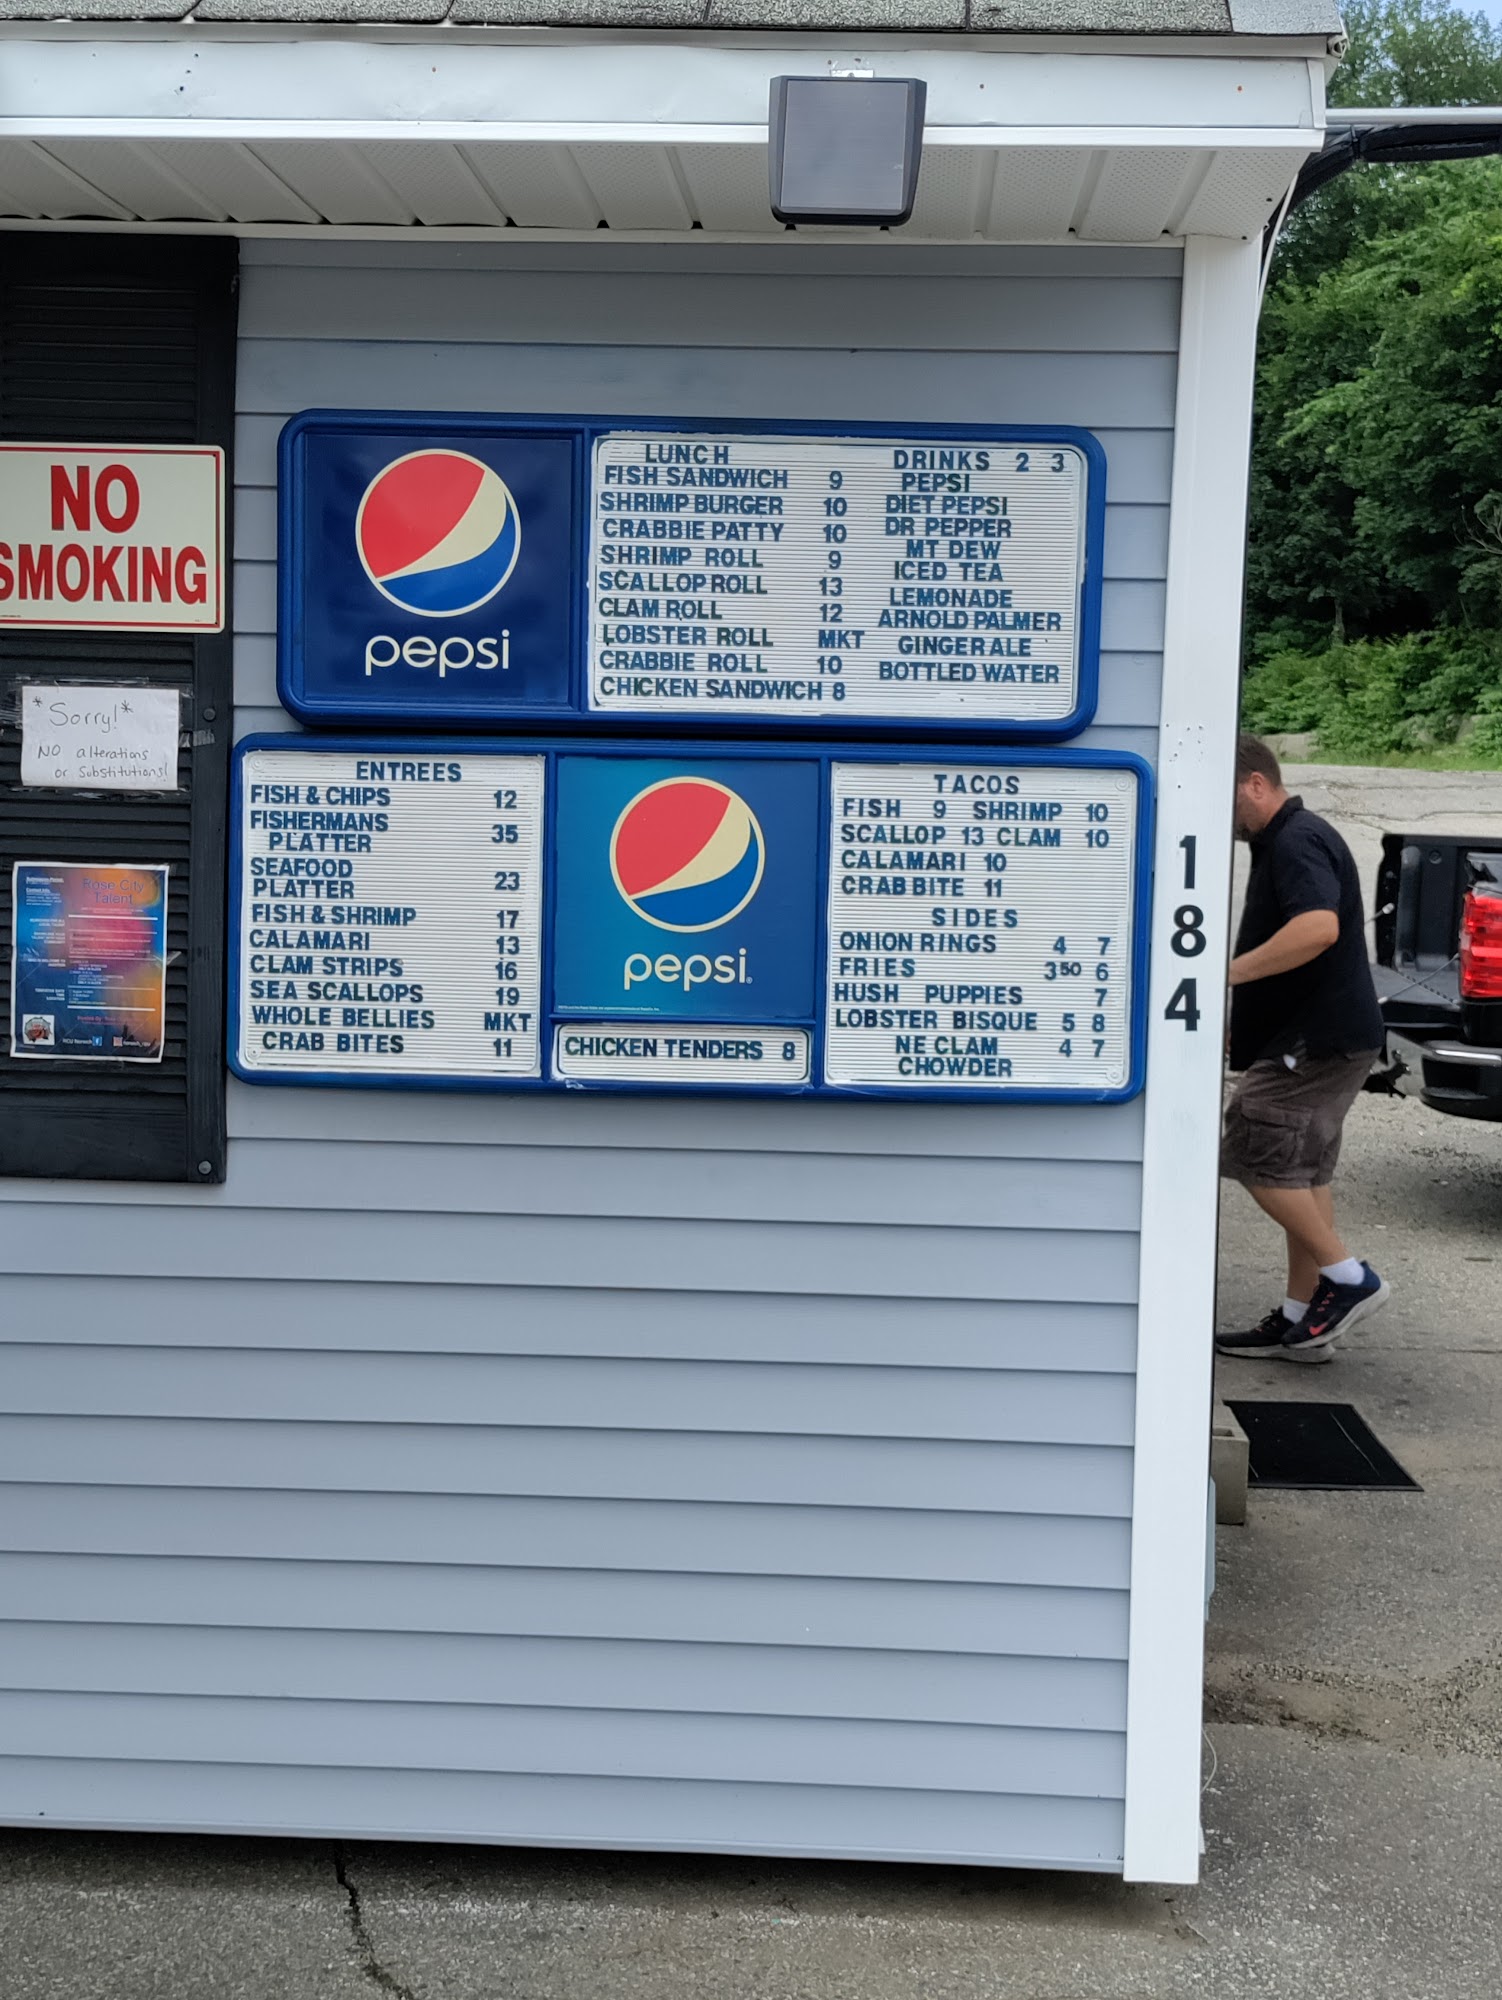 NO
SMOKING
*Sorry!*
NO alterations
or Substitutions!
Rose City
Talent
pepsi
LUNCH
FISH SANDWICH 9
SHRIMP BURGER 10
CRABBIE PATTY 10
SHRIMP ROLL 9
SCALLOP ROLL 13
CLAM ROLL 12
LOBSTER ROLL MKT
CRABBIE ROLL 10
CHICKEN SANDWICH 8
DRINKS 2 3
PEPSI
DIET PEPSI
DR PEPPER
MT DEW
ICED TEA
LEMONADE
ARNOLD PALMER
GINGER ALE
BOTTLED WATER
ENTREES
FISH & CHIPS 12
FISHERMANS
PLATTER 35
SEAFOOD
PLATTER 23
FISH & SHRIMP 17
CALAMARI 13
CLAM STRIPS 16
SEA SCALLOPS 19
WHOLE BELLIES MKT
CRAB BITES 11
pepsi
CHICKEN TENDERS 8
TACOS
FISH 9 SHRIMP 10
SCALLOP 13 CLAM 10
CALAMARI 10
CRAB BITE 11
SIDES
ONION RINGS 4 7
FRIES 3 50 6
HUSH PUPPIES 7
LOBSTER BISQUE 5 8
NE CLAM 4 7
CHOWDER
184